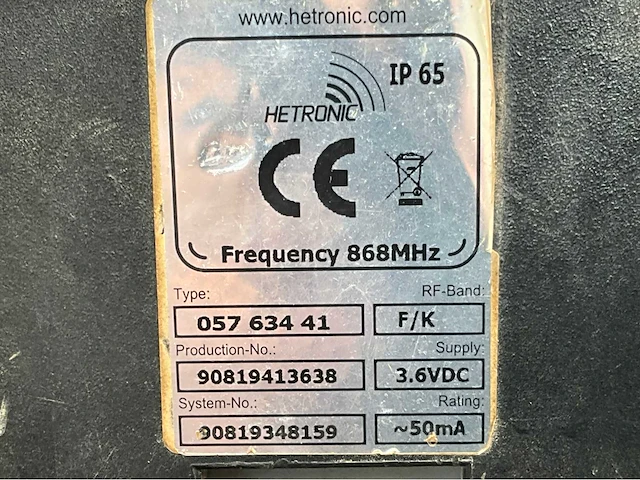 www.hetronic.com
IP 65
HETRONIC
CE
Frequency 868MHz
Type: RF-Band:
057 634 41 F/K
Production-No.: Supply:
90819413638 3.6VDC
System-No.: Rating:
90819348159 ~50mA